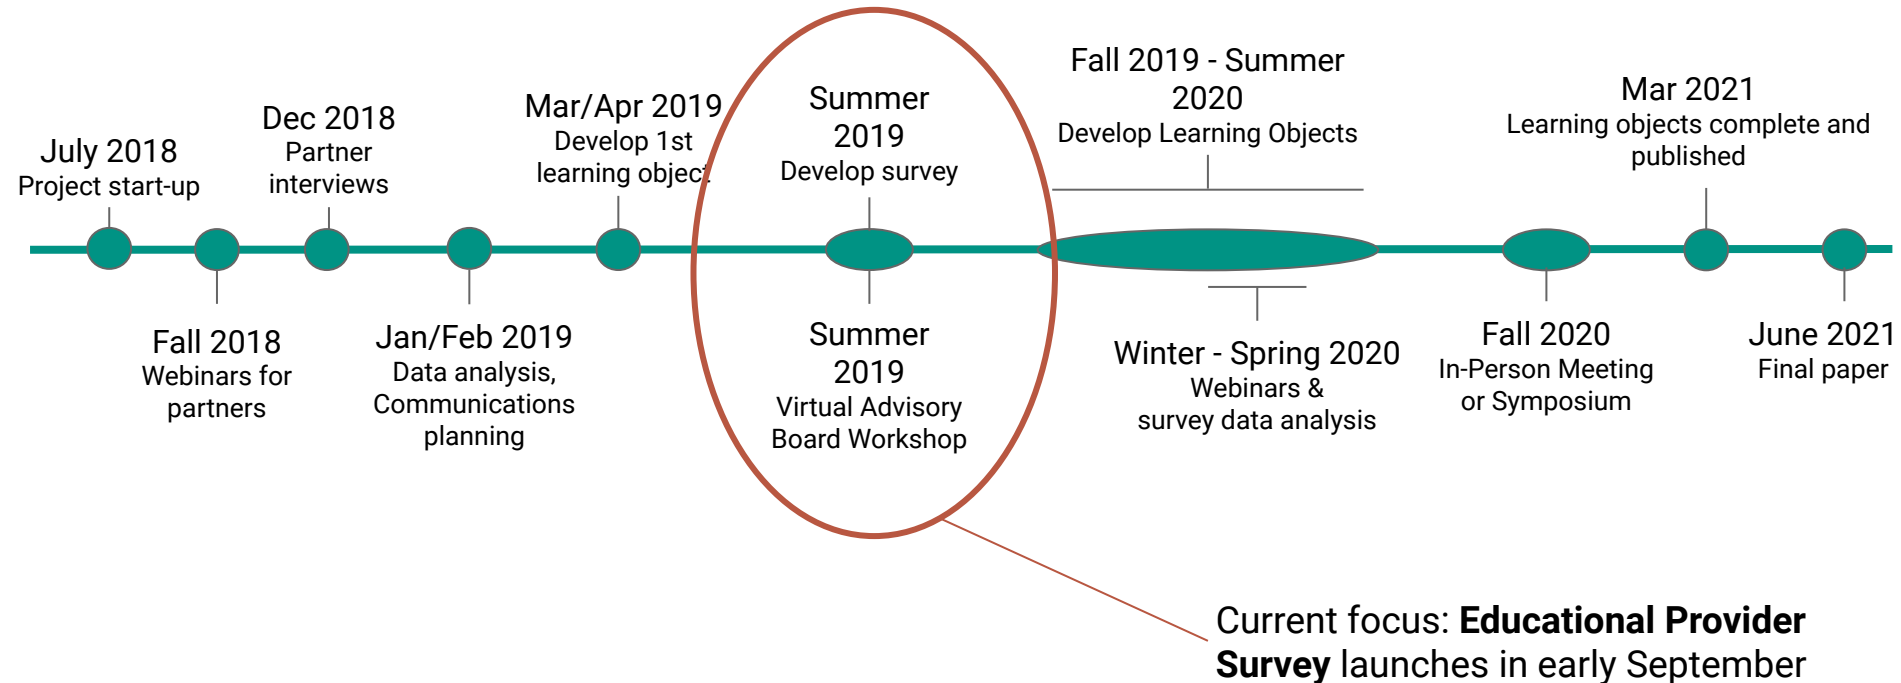 July 2018
Project start-up
Fall 2018
Webinars for
partners
Dec 2018
Partner
interviews
Jan/Feb 2019
Data analysis,
Communications
planning
Mar/Apr 2019
Develop 1st
learning object
Summer
2019
Develop survey
Summer
2019
Virtual Advisory
Board Workshop
Fall 2019 - Summer
2020
Develop Learning Objects
Winter - Spring 2020
Webinars &
survey data analysis
Fall 2020
In-Person Meeting
or Symposium
Mar 2021
Learning objects complete and
published
June 2021
Final paper
Current focus: Educational Provider
Survey launches in early September